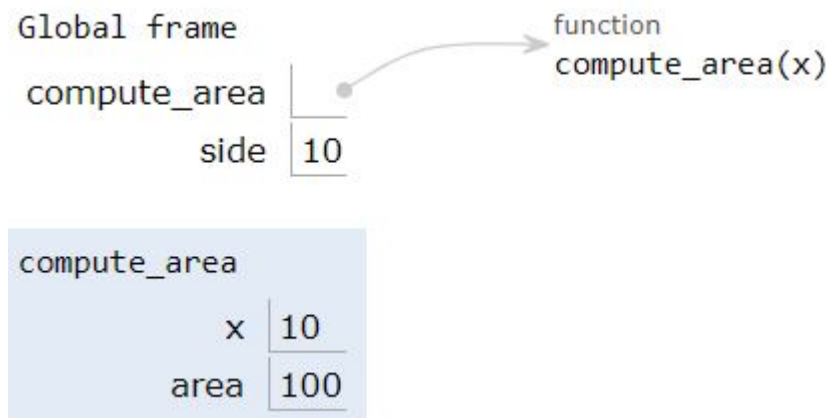 Global frame
function
compute_area(x)
compute_area
side 10
compute_area
x 10
area 100